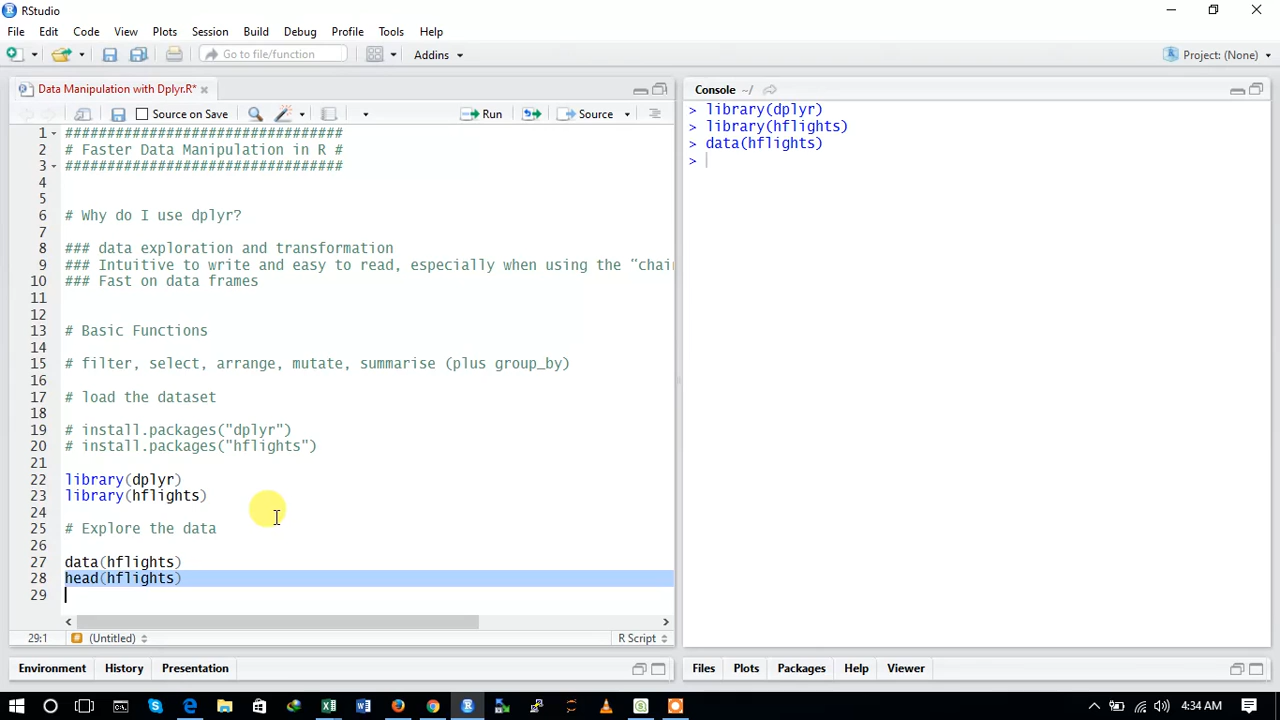 RStudio
File Edit Code View Plots Session Build Debug Profile Tools Help
Go to file/function Addins Project: (None)
Data Manipulation with Dplyr.R*
Source on Save Run Source
1 ###############################
2 # Faster Data Manipulation in R #
3 ###############################
4
5
6 # Why do I use dplyr?
7
8 ### data exploration and transformation
9 ### Intuitive to write and easy to read, especially when using the "chai
10 ### Fast on data frames
11
12
13 # Basic Functions
14
15 # filter, select, arrange, mutate, summarise (plus group_by)
16
17 # load the dataset
18
19 # install.packages("dplyr")
20 # install.packages("hflights")
21
22 library(dplyr)
23 library(hflights)
24
25 # Explore the data
26
27 data(hflights)
28 head(hflights)
29
29:1 (Untitled) R Script
Environment History Presentation
Console ~/
> library(dplyr)
> library(hflights)
> data(hflights)
>
Files Plots Packages Help Viewer
4:34 AM